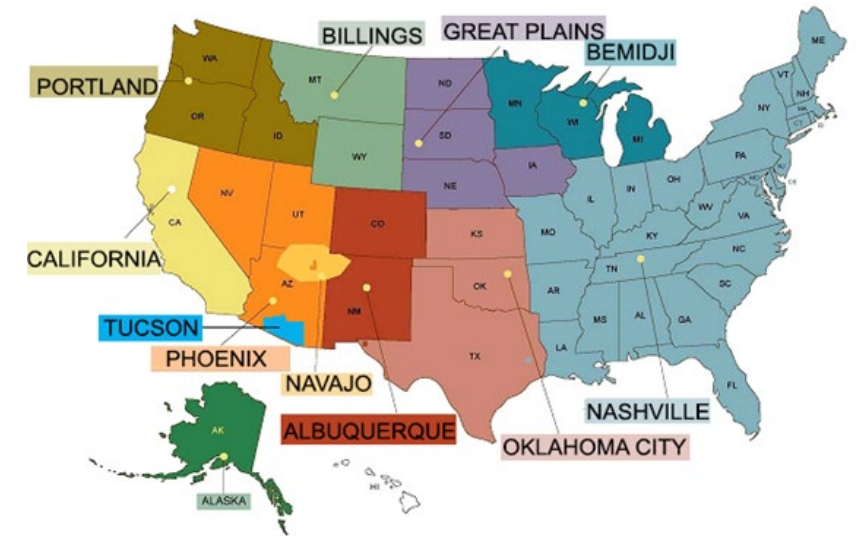 BILLINGS
GREAT PLAINS
BEMIDJI
PORTLAND
WA
OR
ID
MT
WY
ND
SD
NE
IA
MN
WI
MI
ME
VT
NH
MA
CT
RI
NY
PA
NJ
DE
IL
IN
OH
WV
VA
KY
NC
TN
SC
MO
AR
MS
AL
GA
LA
FL
NV
UT
CO
KS
CA
AZ
NM
OK
TX
CALIFORNIA
TUCSON
PHOENIX
NAVAJO
ALBUQUERQUE
NASHVILLE
OKLAHOMA CITY
AK
ALASKA
HI